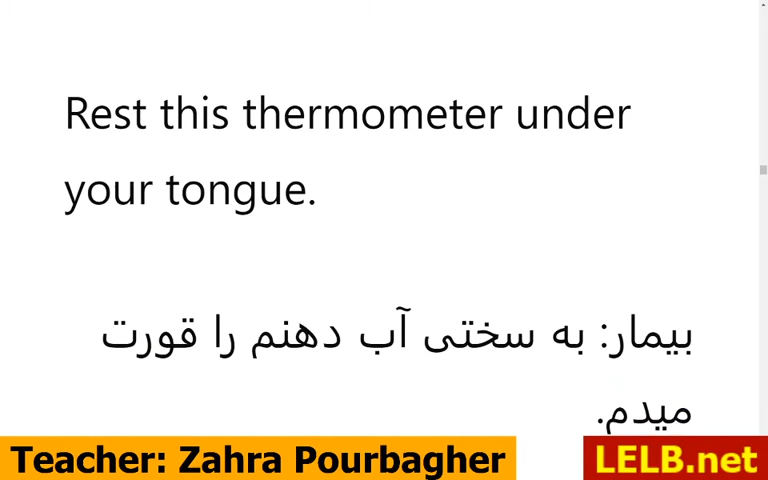 Rest this thermometer under
your tongue.
بیمار: به سختی آب دهنم را قورت
میدم.
Teacher: Zahra Pourbagher
LELB.net